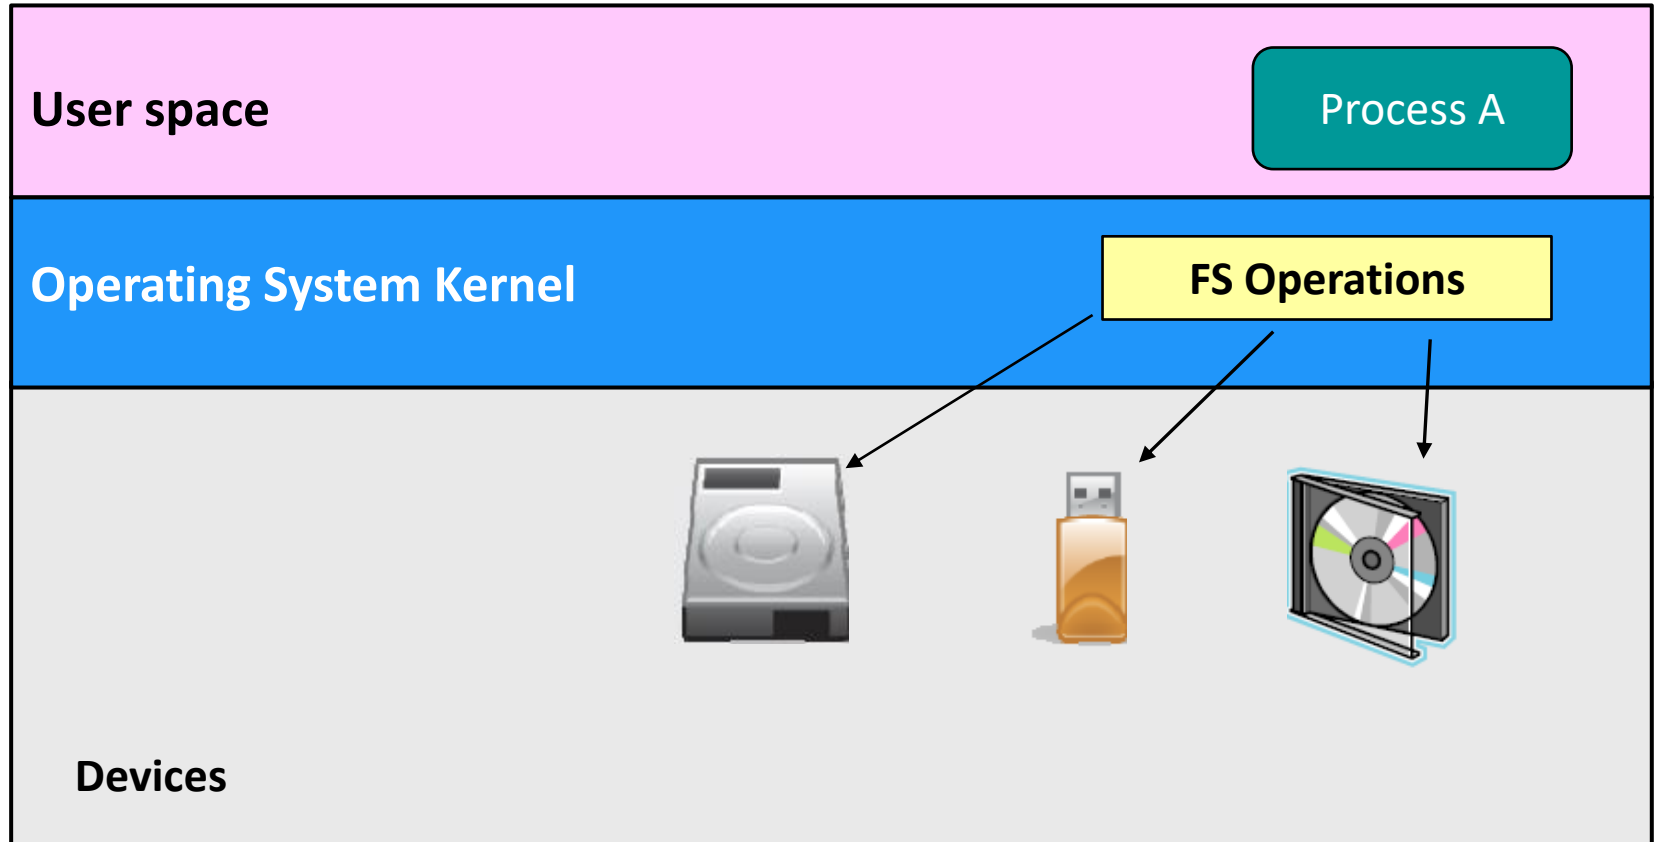 User space
Process A
Operating System Kernel
FS Operations
Devices